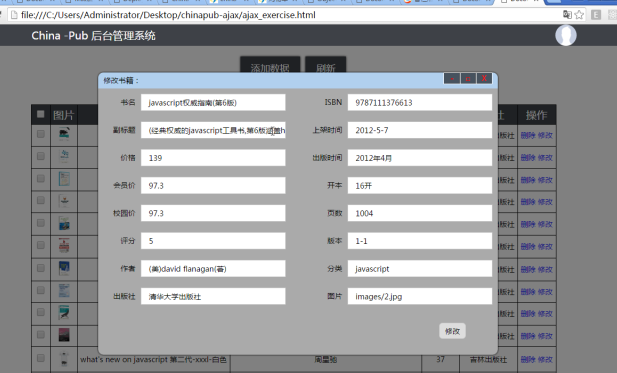 file:///C:/Users/Administrator/Desktop/chinapub-ajax/ajax_exercise.html
China -Pub 后台管理系统
添加数据 刷新
修改书籍：
图片 操作
书名 javascript权威指南(第6版) ISBN 9787111376613
副标题 (经典权威的javascript工具书,第6版涵盖h 上架时间 2012-5-7
价格 139 出版时间 2012年4月
会员价 97.3 开本 16开
校园价 97.3 页数 1004
评分 5 版本 1-1
作者 (美)david flanagan(著) 分类 javascript
出版社 清华大学出版社 图片 images/2.jpg
修改
删除 修改
删除 修改
删除 修改
删除 修改
删除 修改
删除 修改
删除 修改
删除 修改
删除 修改
删除 修改
what's new on javascript 第二代-xxxl-白色 周星驰 37 吉林出版社 删除 修改